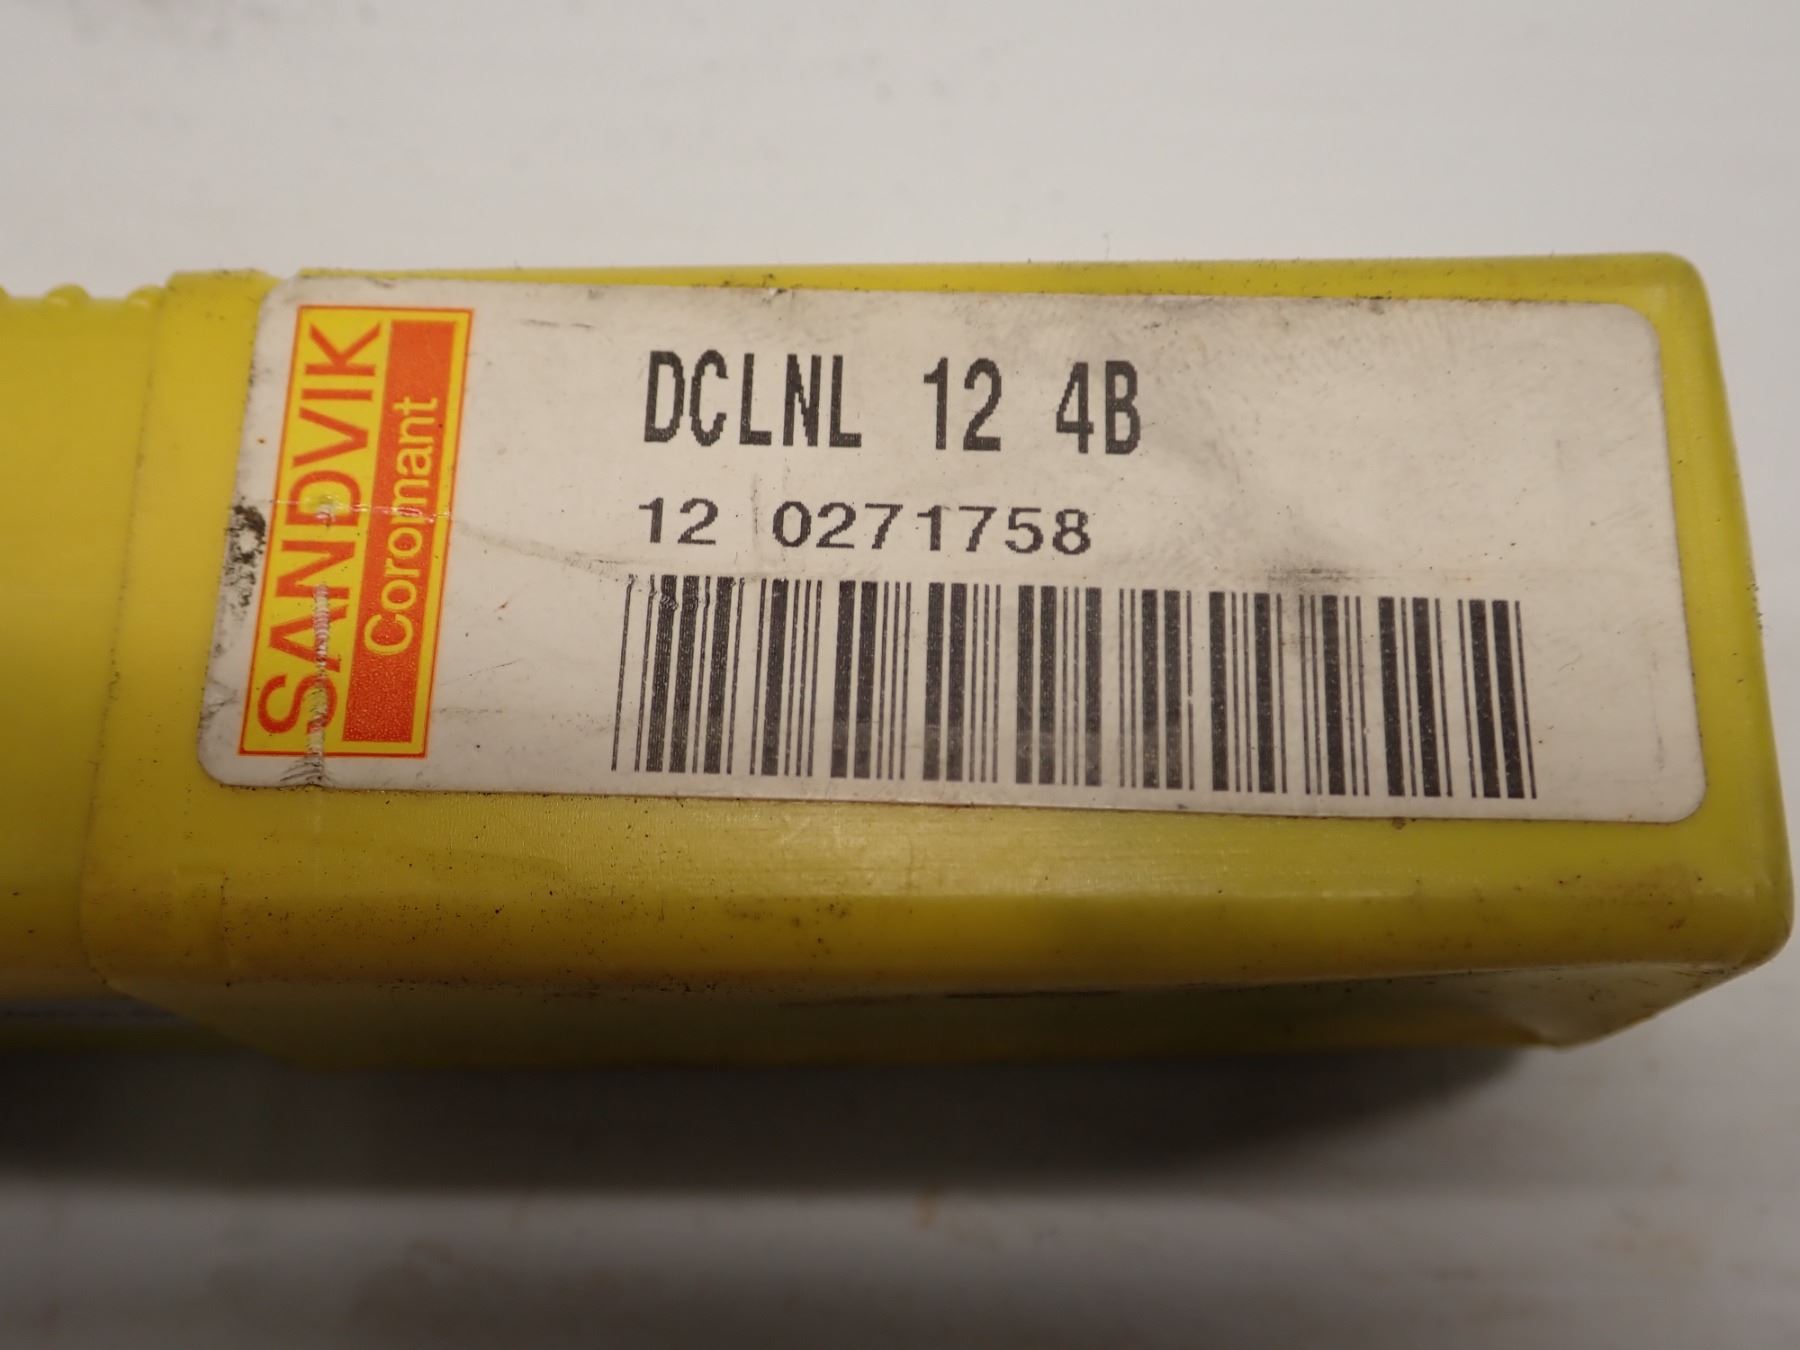 SANDVIK
Coromant
DCLNL 12 4B
12 0271758